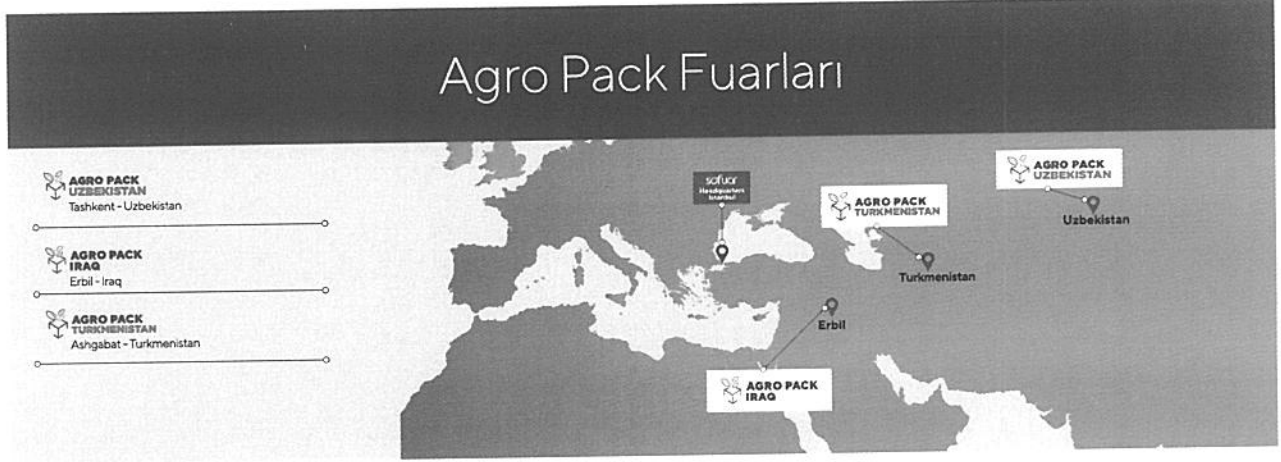 Agro Pack Fuarları
AGRO PACK
UZBEKISTAN
Tashkent - Uzbekistan
AGRO PACK
IRAQ
Erbil - Iraq
AGRO PACK
TURKMENISTAN
Ashgabat - Turkmenistan
safuar
Headquarters
Istanbul
AGRO PACK
TURKMENISTAN
AGRO PACK
UZBEKISTAN
Uzbekistan
Turkmenistan
Erbil
AGRO PACK
IRAQ